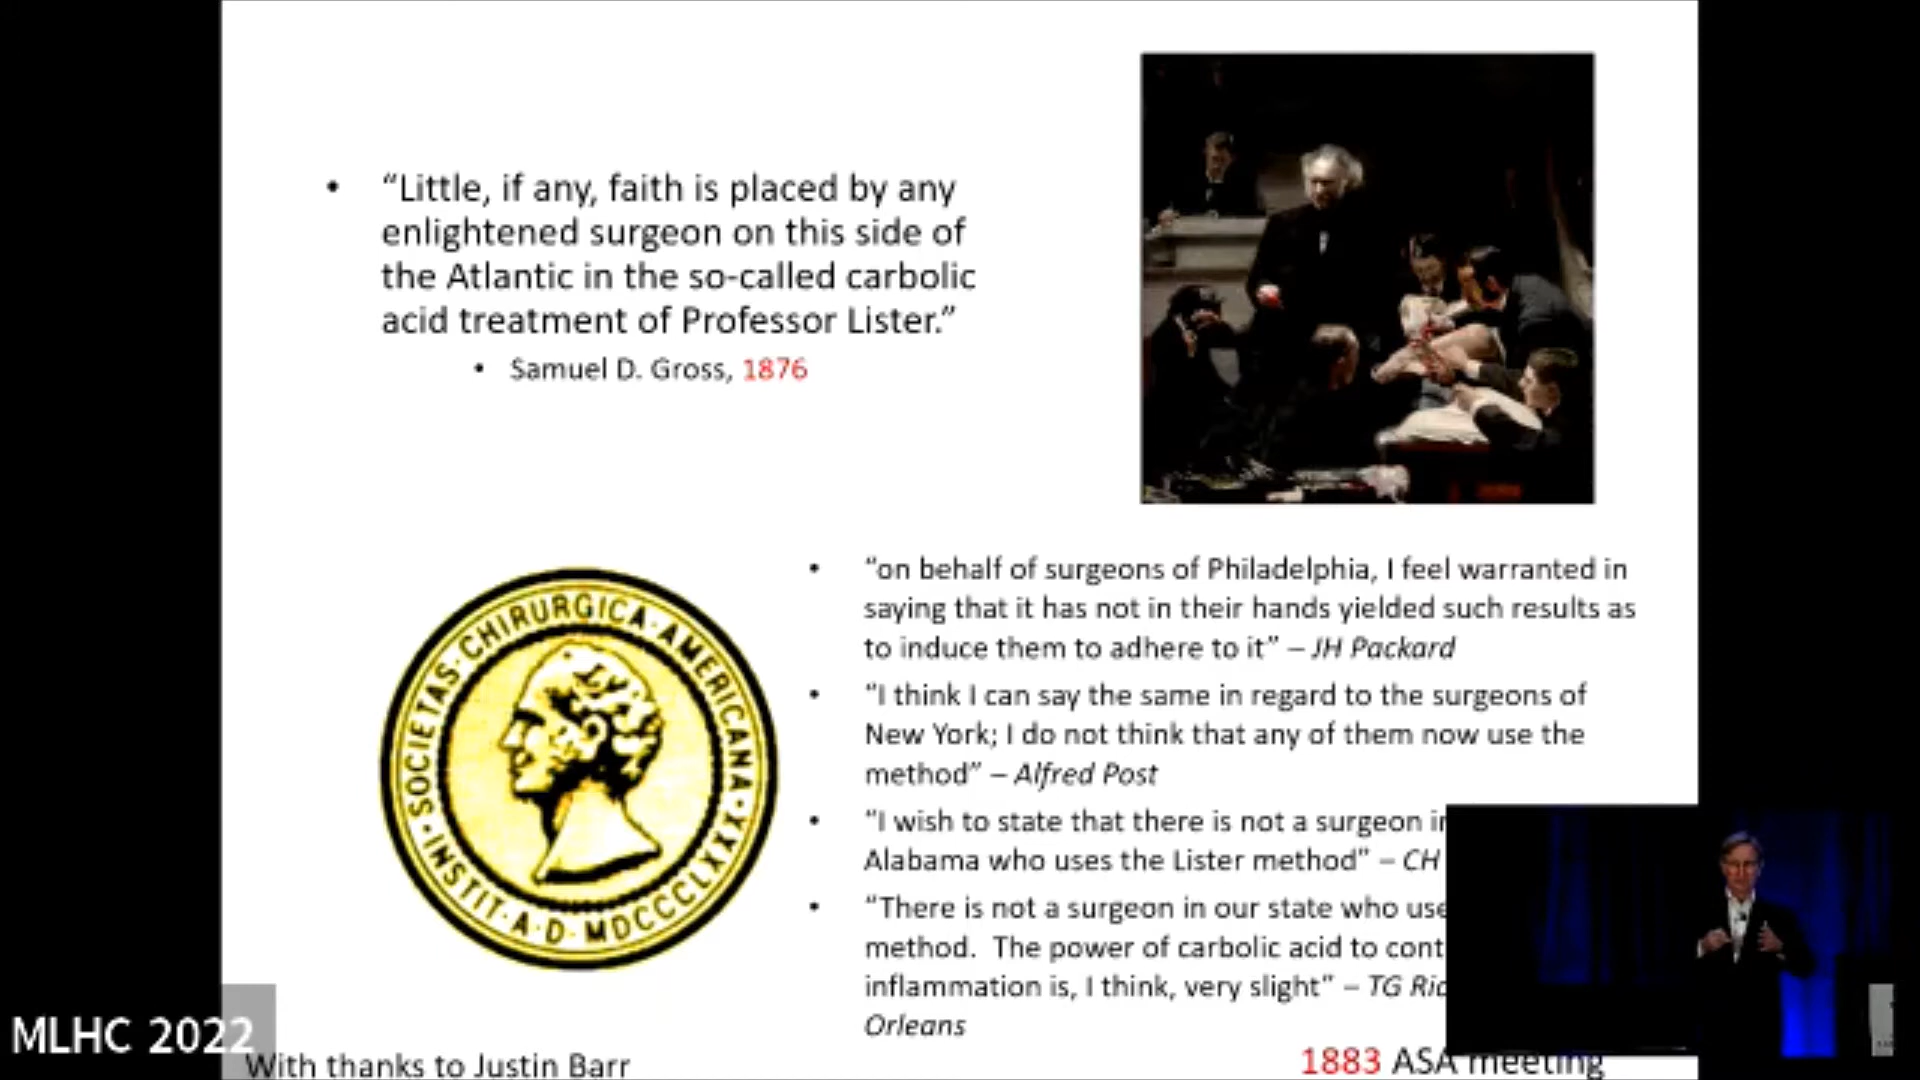 • “Little, if any, faith is placed by any
enlightened surgeon on this side of
the Atlantic in the so-called carbolic
acid treatment of Professor Lister.”
• Samuel D. Gross, 1876
SOCIETAS·CHIRURGICA·AMERICANA·
INSTIT·A·D·MDCCCLXXX·
• “on behalf of surgeons of Philadelphia, I feel warranted in
saying that it has not in their hands yielded such results as
to induce them to adhere to it” – JH Packard
• “I think I can say the same in regard to the surgeons of
New York; I do not think that any of them now use the
method” – Alfred Post
• “I wish to state that there is not a surgeon
Alabama who uses the Lister method” – CH
• “There is not a surgeon in our state who
method. The power of carbolic acid to
inflammation is, I think, very slight” – TG
Orleans
MLHC 2022
With thanks to Justin Barr
1883 ASA meeting